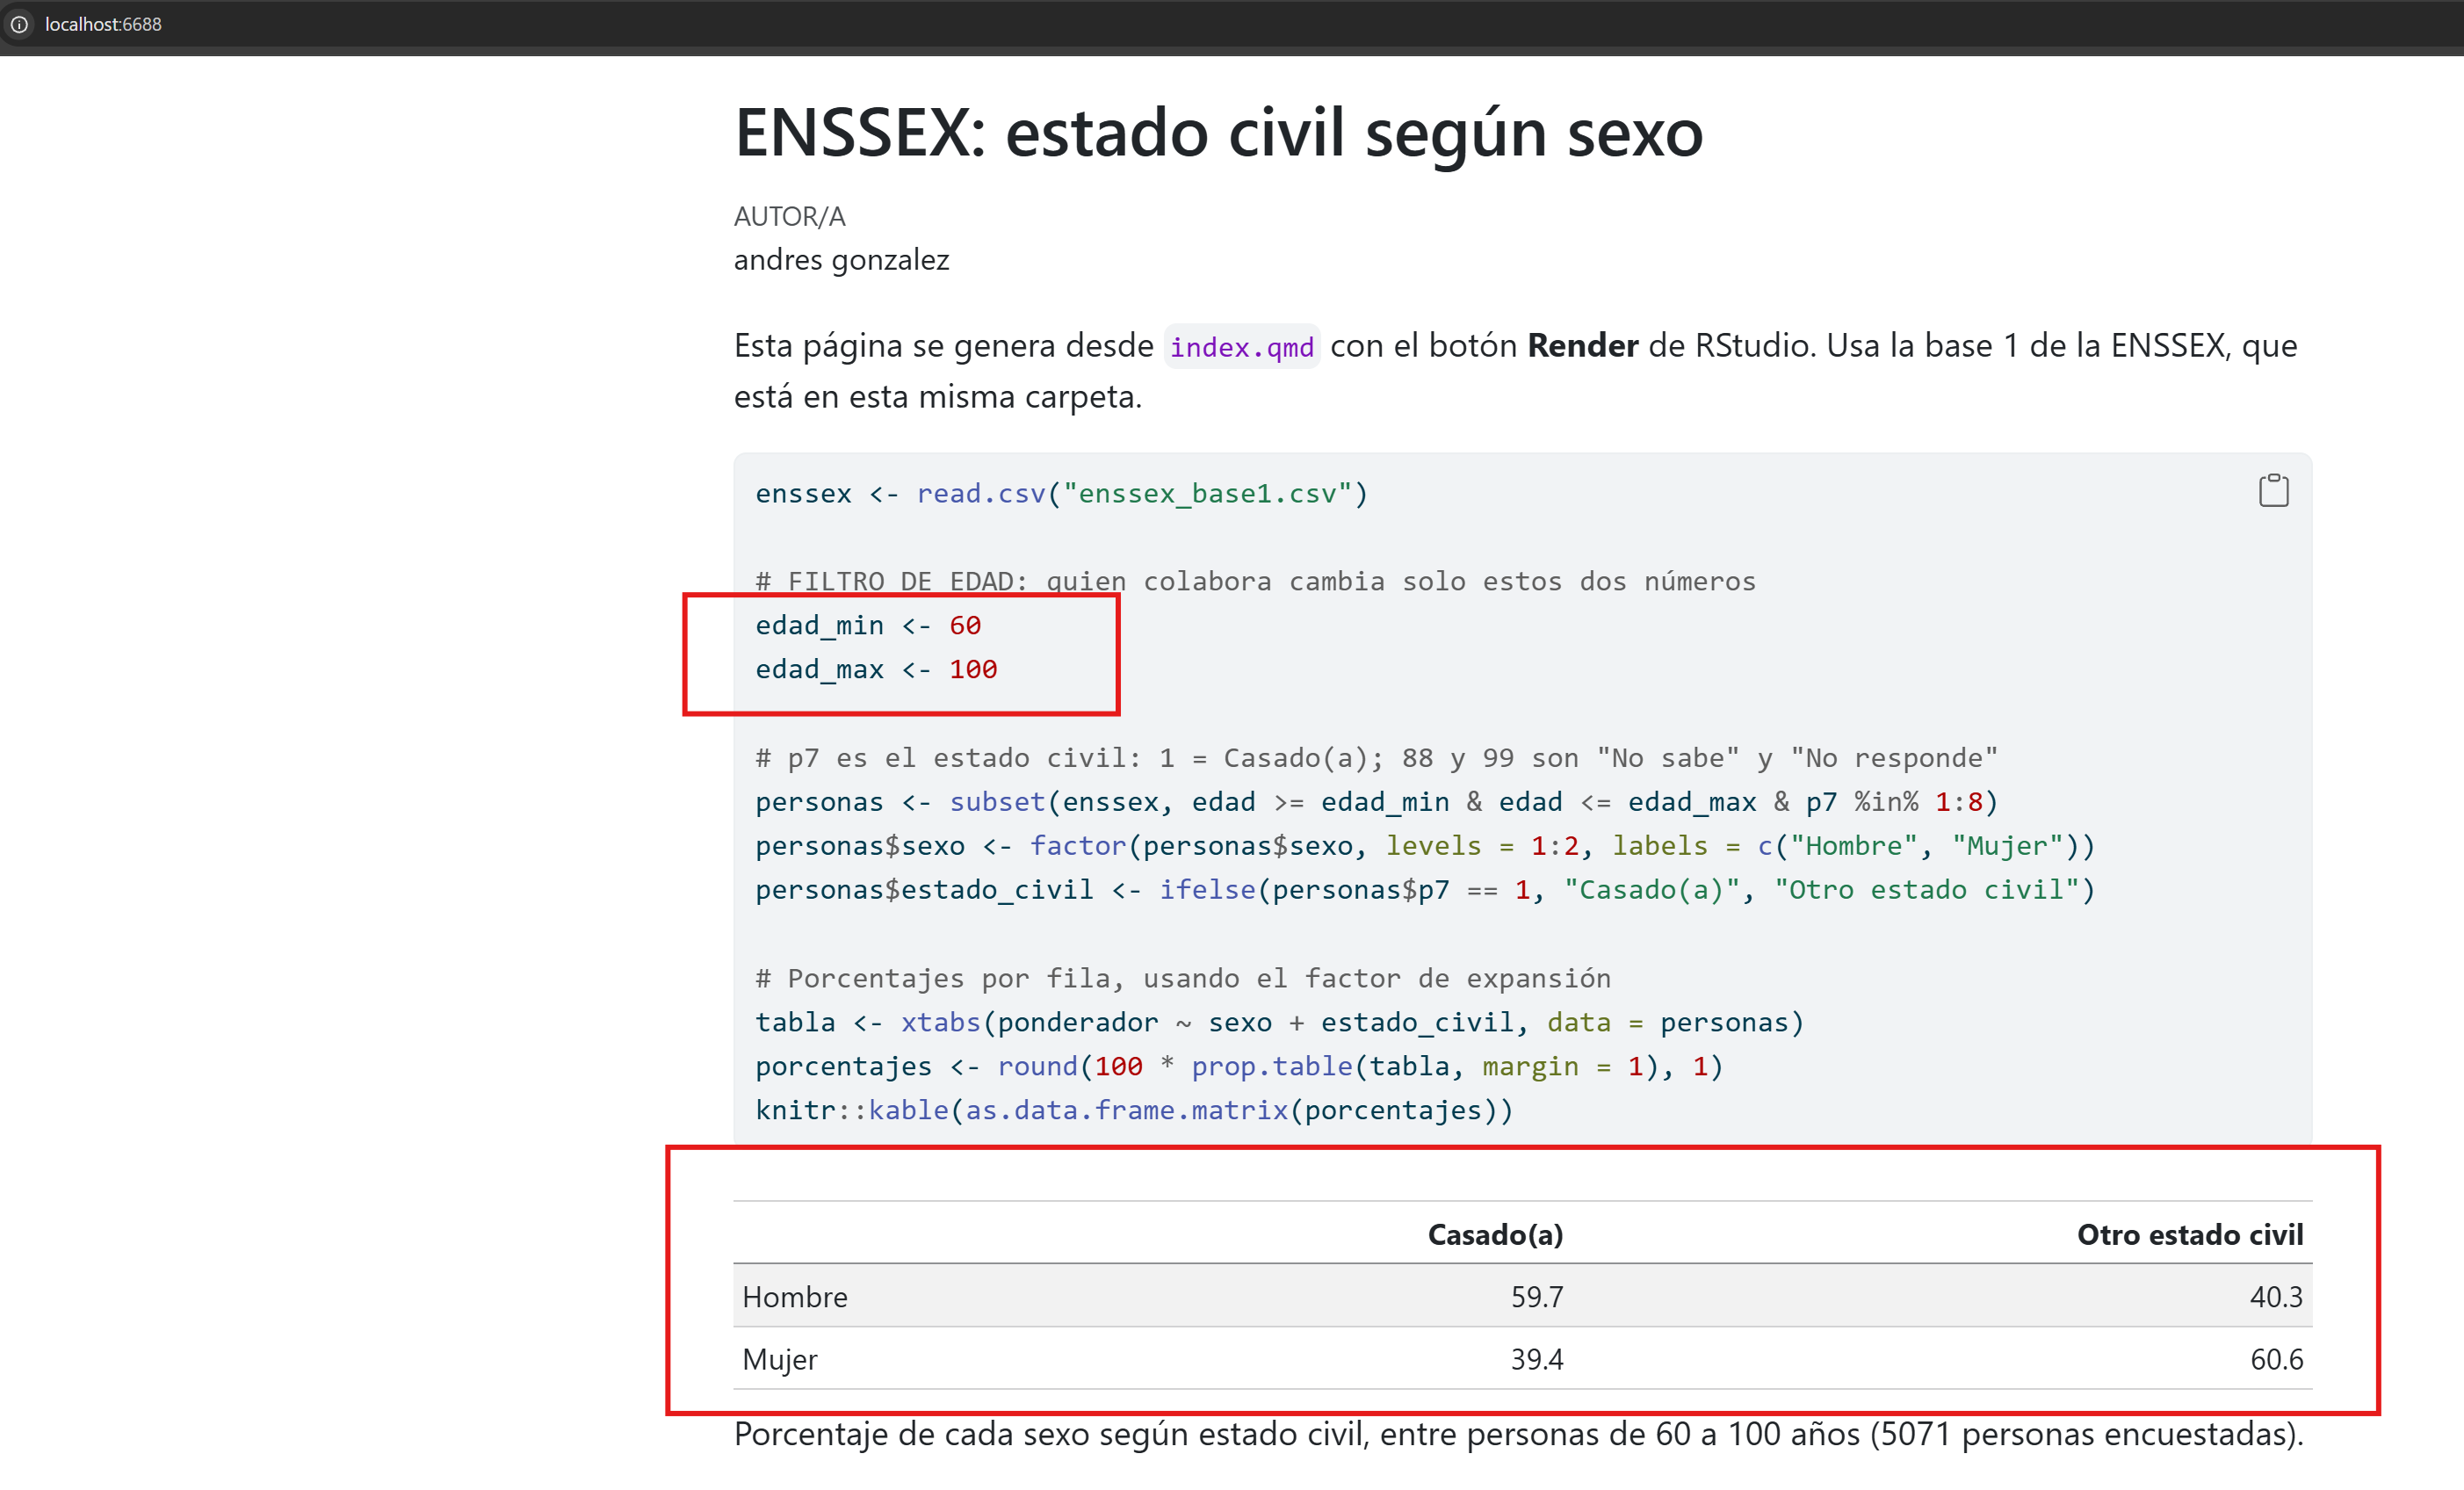 localhost:6688
ENSSEX: estado civil según sexo
AUTOR/A
andres gonzalez
Esta página se genera desde index.qmd con el botón Render de RStudio. Usa la base 1 de la ENSSEX, que
está en esta misma carpeta.
enssex <- read.csv("enssex_base1.csv")
# FILTRO DE EDAD: quien colabora cambia solo estos dos números
edad_min <- 60
edad_max <- 100
# p7 es el estado civil: 1 = Casado(a); 88 y 99 son "No sabe" y "No responde"
personas <- subset(enssex, edad >= edad_min & edad <= edad_max & p7 %in% 1:8)
personas$sexo <- factor(personas$sexo, levels = 1:2, labels = c("Hombre", "Mujer"))
personas$estado_civil <- ifelse(personas$p7 == 1, "Casado(a)", "Otro estado civil")
# Porcentajes por fila, usando el factor de expansión
tabla <- xtabs(ponderador ~ sexo + estado_civil, data = personas)
porcentajes <- round(100 * prop.table(tabla, margin = 1), 1)
knitr::kable(as.data.frame.matrix(porcentajes))
Casado(a) Otro estado civil
Hombre 59.7 40.3
Mujer 39.4 60.6
Porcentaje de cada sexo según estado civil, entre personas de 60 a 100 años (5071 personas encuestadas).